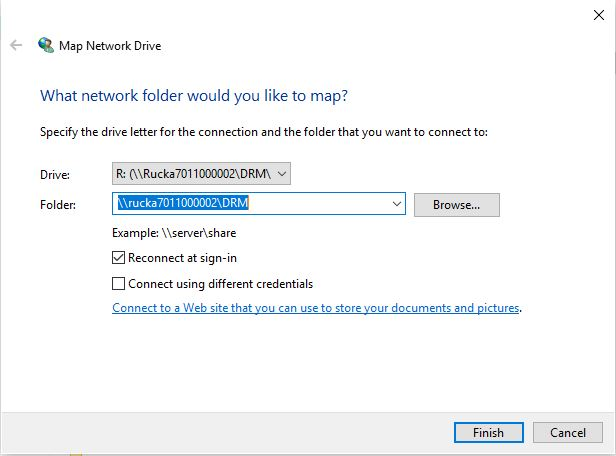 Map Network Drive
What network folder would you like to map?
Specify the drive letter for the connection and the folder that you want to connect to:
Drive: R: (\\Rucka7011000002\DRM\
Folder: \\rucka7011000002\DRM Browse...
Example: \\server\share
Reconnect at sign-in
Connect using different credentials
Connect to a Web site that you can use to store your documents and pictures.
Finish Cancel